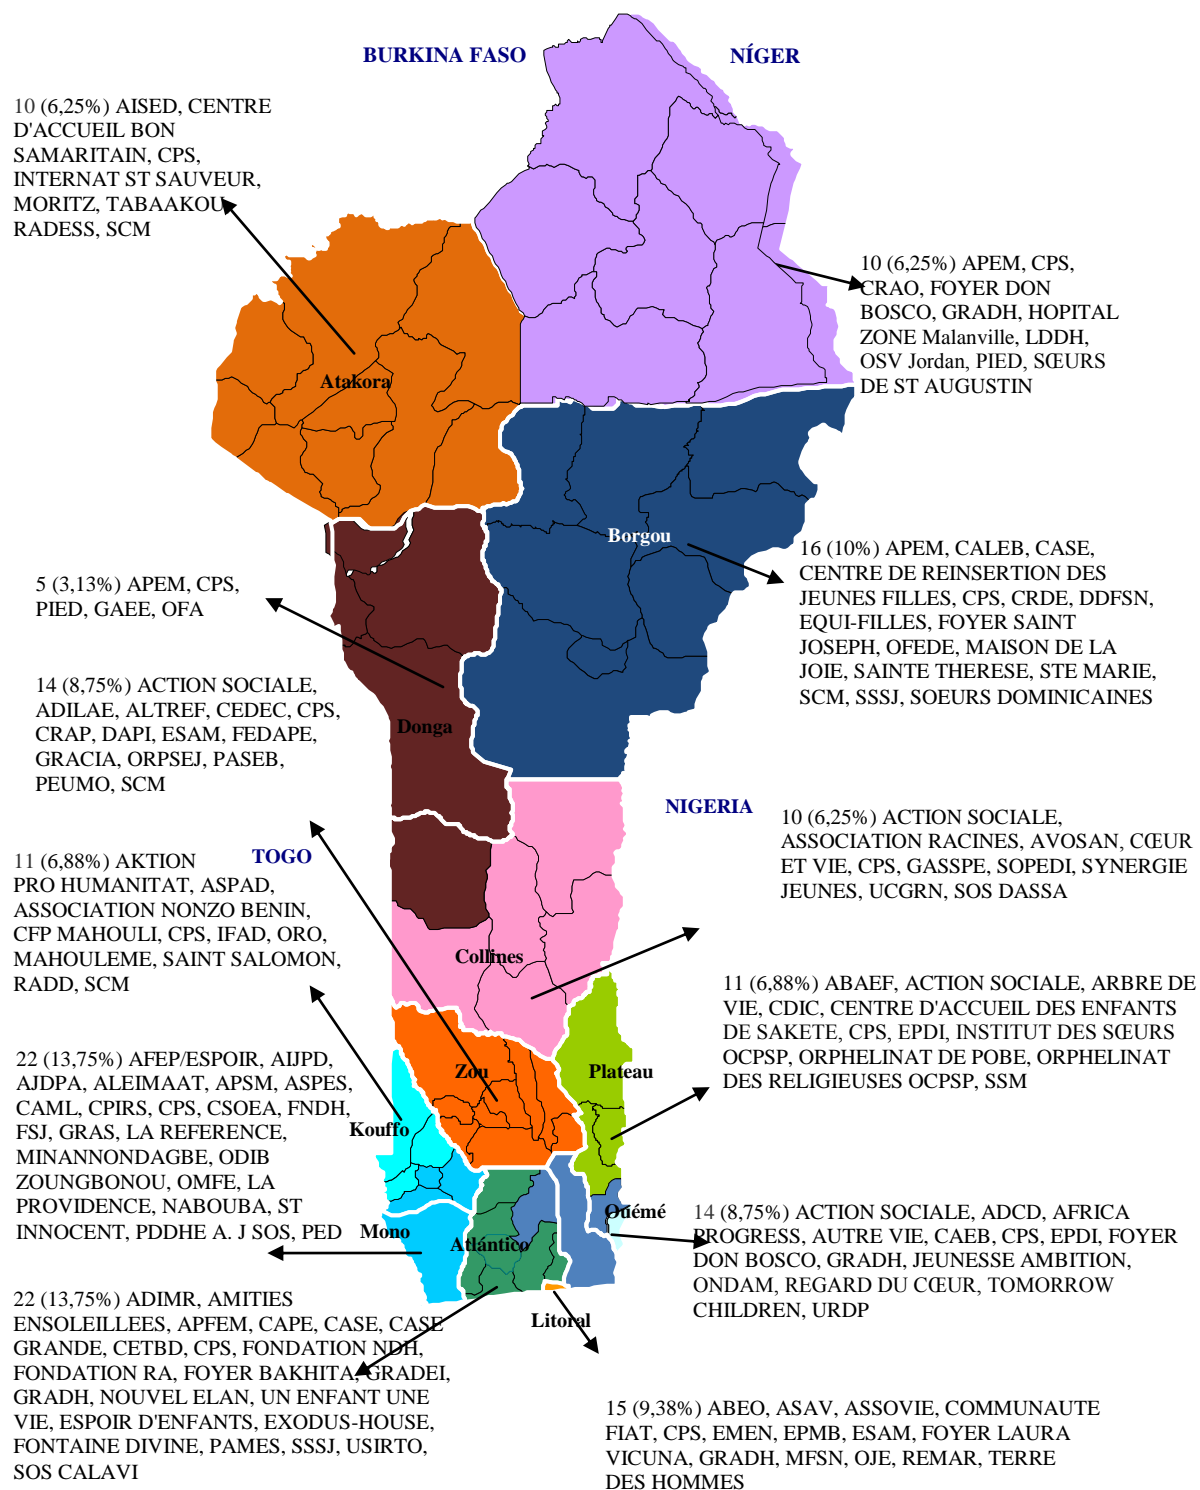 BURKINA FASO
NÍGER
10 (6,25%) AISED, CENTRE
D'ACCUEIL BON
SAMARITAIN, CPS,
INTERNAT ST SAUVEUR,
MORITZ, TABAAKOU
RADESS, SCM
10 (6,25%) APEM, CPS,
CRAO, FOYER DON
BOSCO, GRADH, HOPITAL
ZONE Malanville, LDDH,
OSV Jordan, PIED, SŒURS
DE ST AUGUSTIN
Atakora
Borgou
16 (10%) APEM, CALEB, CASE,
CENTRE DE REINSERTION DES
JEUNES FILLES, CPS, CRDE, DDFSN,
EQUI-FILLES, FOYER SAINT
JOSEPH, OFEDE, MAISON DE LA
JOIE, SAINTE THERESE, STE MARIE,
SCM, SSSJ, SOEURS DOMINICAINES
5 (3,13%) APEM, CPS,
PIED, GAEE, OFA
14 (8,75%) ACTION SOCIALE,
ADILAE, ALTREF, CEDEC, CPS,
CRAP, DAPI, ESAM, FEDAPE,
GRACIA, ORPSEJ, PASEB,
PEUMO, SCM
Donga
NIGERIA
10 (6,25%) ACTION SOCIALE,
ASSOCIATION RACINES, AVOSAN, CŒUR
ET VIE, CPS, GASSPE, SOPEDI, SYNERGIE
JEUNES, UCGRN, SOS DASSA
TOGO
11 (6,88%) AKTION
PRO HUMANITAT, ASPAD,
ASSOCIATION NONZO BENIN,
CFP MAHOULI, CPS, IFAD, ORO,
MAHOULEME, SAINT SALOMON,
RADD, SCM
Collines
11 (6,88%) ABAEF, ACTION SOCIALE, ARBRE DE
VIE, CDIC, CENTRE D'ACCUEIL DES ENFANTS
DE SAKETE, CPS, EPDI, INSTITUT DES SŒURS
OCPSP, ORPHELINAT DE POBE, ORPHELINAT
DES RELIGIEUSES OCPSP, SSM
22 (13,75%) AFEP/ESPOIR, AIJPD,
AJDPA, ALEIMAAT, APSM, ASPES,
CAML, CPIRS, CPS, CSOEA, FNDH,
FSJ, GRAS, LA REFERENCE,
MINANNONDAGBE, ODIB
ZOUNGBONOU, OMFE, LA
PROVIDENCE, NABOUBA, ST
INNOCENT, PDDHE A. J SOS, PED
Zou
Plateau
Kouffo
Mono
Atlántico
Ouémé
14 (8,75%) ACTION SOCIALE, ADCD, AFRICA
PROGRESS, AUTRE VIE, CAEB, CPS, EPDI, FOYER
DON BOSCO, GRADH, JEUNESSE AMBITION,
ONDAM, REGARD DU CŒUR, TOMORROW
CHILDREN, URDP
22 (13,75%) ADIMR, AMITIES
ENSOLEILLEES, APFEM, CAPE, CASE, CASE
GRANDE, CETBD, CPS, FONDATION NDH,
FONDATION RA, FOYER BAKHITA, GRADEI,
GRADH, NOUVEL ELAN, UN ENFANT UNE
VIE, ESPOIR D'ENFANTS, EXODUS-HOUSE,
FONTAINE DIVINE, PAMES, SSSJ, USIRTO,
SOS CALAVI
Litoral
15 (9,38%) ABEO, ASAV, ASSOVIE, COMMUNAUTE
FIAT, CPS, EMEN, EPMB, ESAM, FOYER LAURA
VICUNA, GRADH, MFSN, OJE, REMAR, TERRE
DES HOMMES